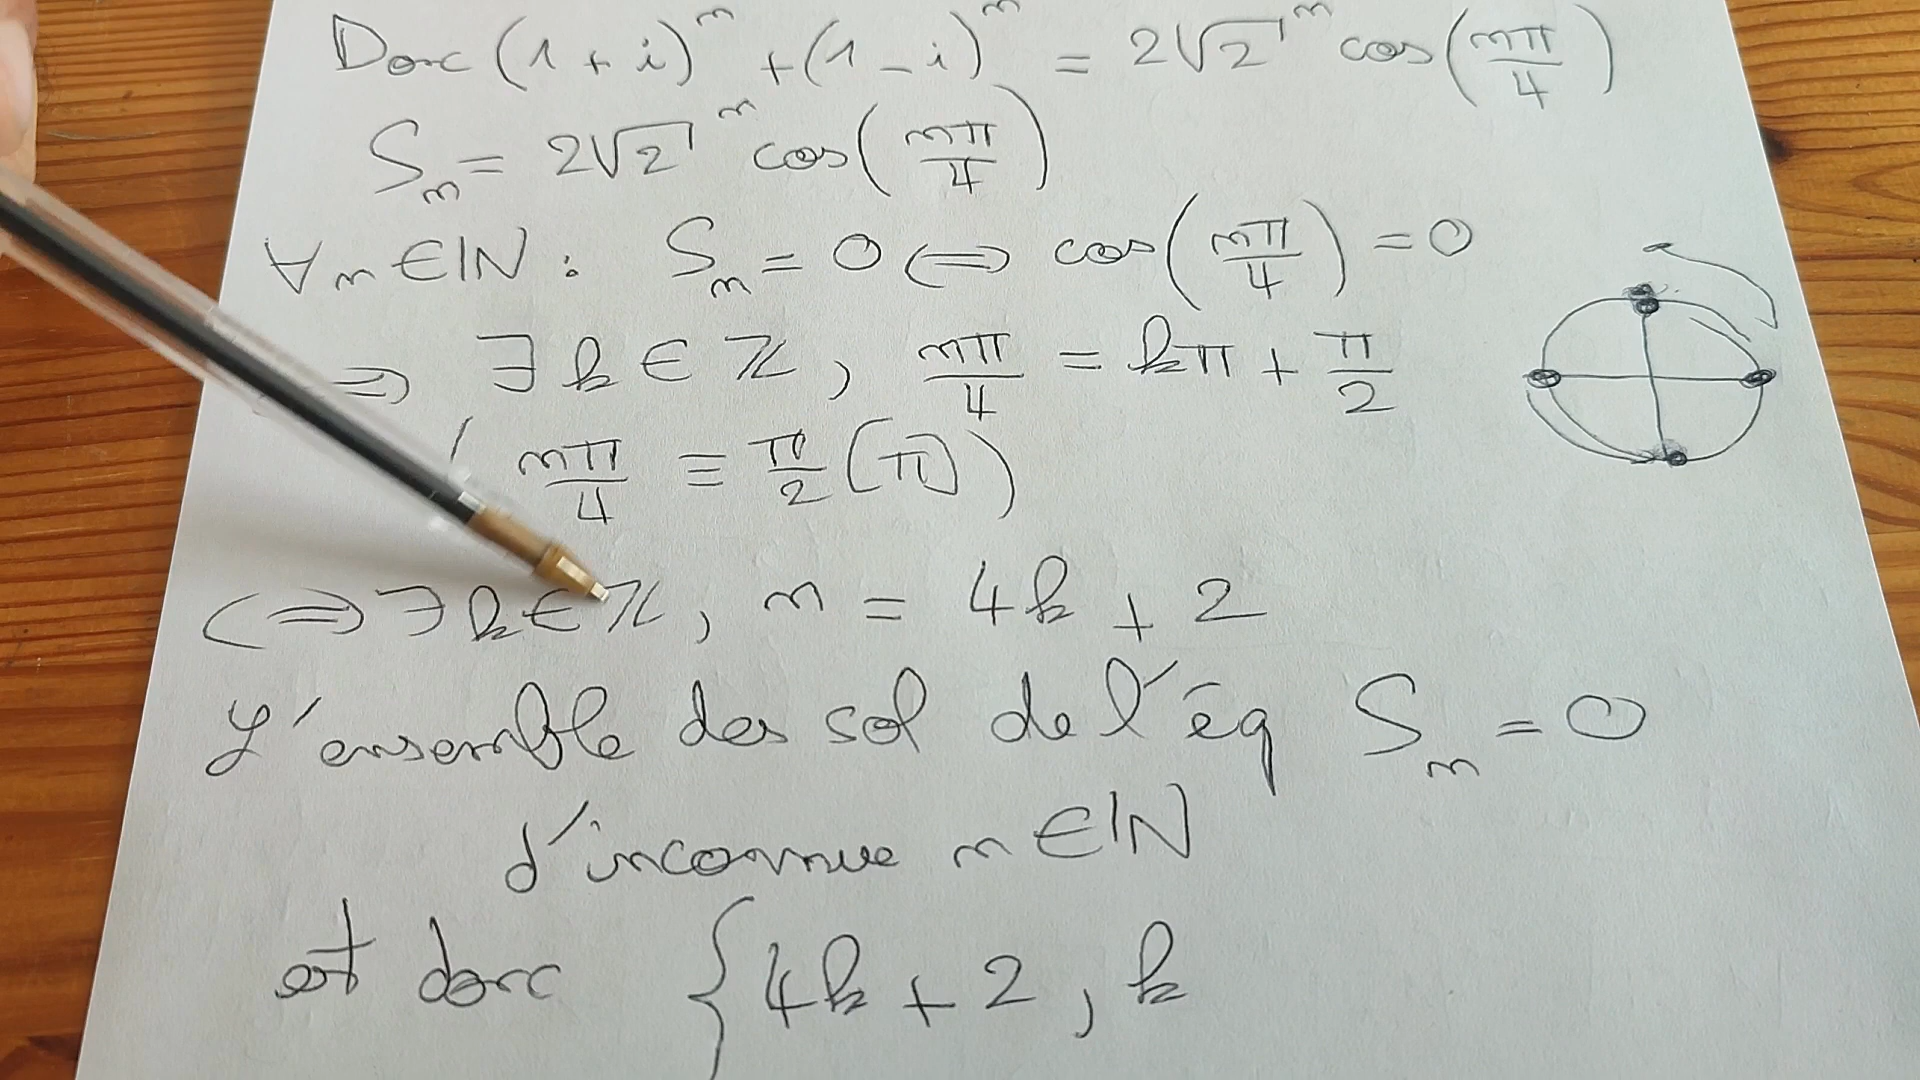 Donc (1 + i)^n + (1 - i)^n = 2√2^n cos(nπ/4)
S_n = 2√2^n cos(nπ/4)
∀n ∈ ℕ : S_n = 0 ⟺ cos(nπ/4) = 0
⟹ ∃ k ∈ ℤ, nπ/4 = kπ + π/2
( nπ/4 ≡ π/2 [π] )
⟺ ∃ k ∈ ℤ, n = 4k + 2
L'ensemble des sol de l'éq S_n = 0
d'inconnue n ∈ ℕ
est donc { 4k + 2, k